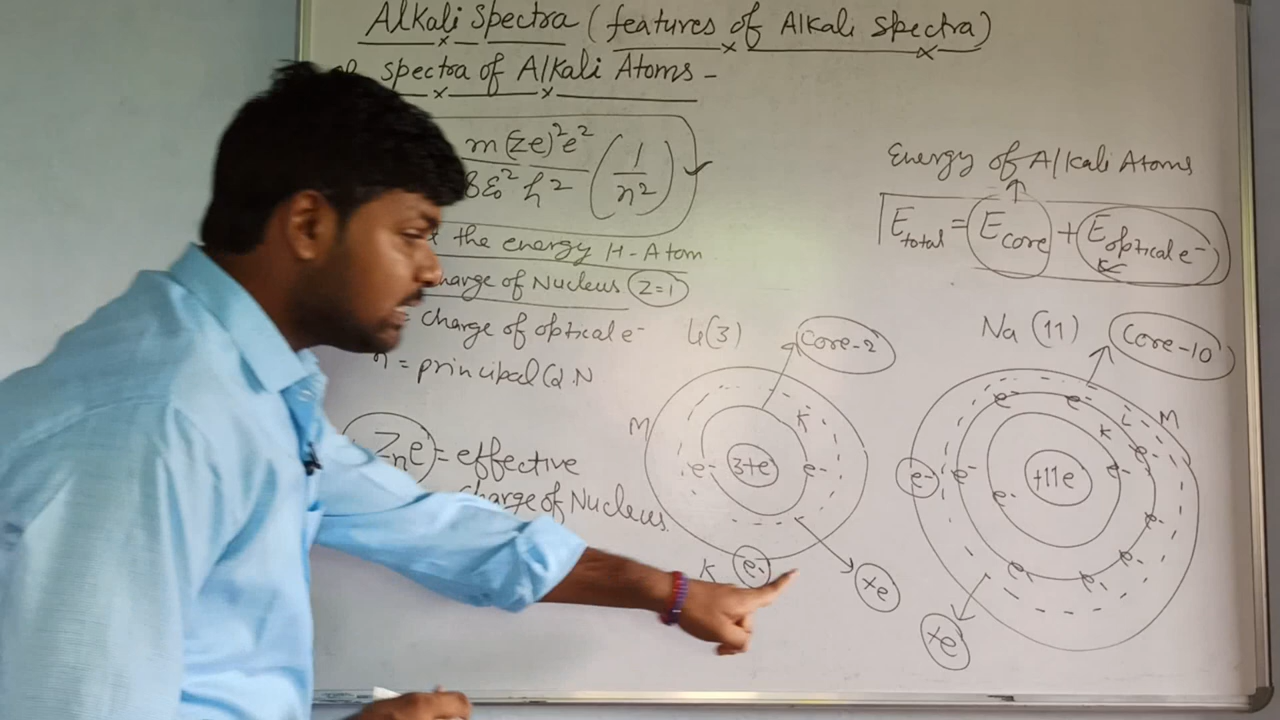 Alkali Spectra (features of Alkali Spectra)
spectra of Alkali Atoms -
m(Ze)²e²
8ε₀²ħ² (1/n²)
the energy H-Atom
charge of Nucleus (Z=1)
= charge of optical e-
n = principal Q.N
Zne = effective
charge of Nucleus.
Energy of Alkali Atoms
E total = E core + E optical e-
Li(3)
core-2
M
K
e-
3+e
e-
K
e-
+e
Na (11)
core-10
M
L
K
e-
e-
e-
e-
e-
+11e
e-
e-
e-
e-
e-
e-
+e